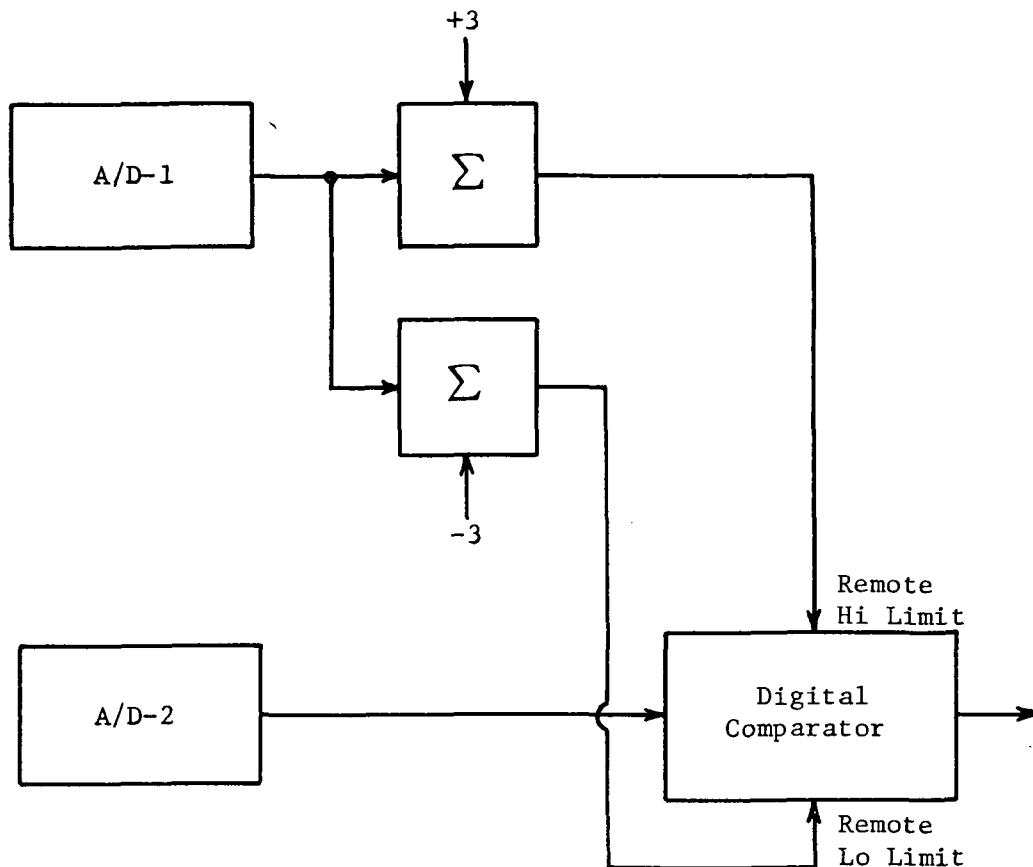 +3
A/D-1
Σ
Σ
-3
Remote
Hi Limit
A/D-2
Digital
Comparator
Remote
Lo Limit